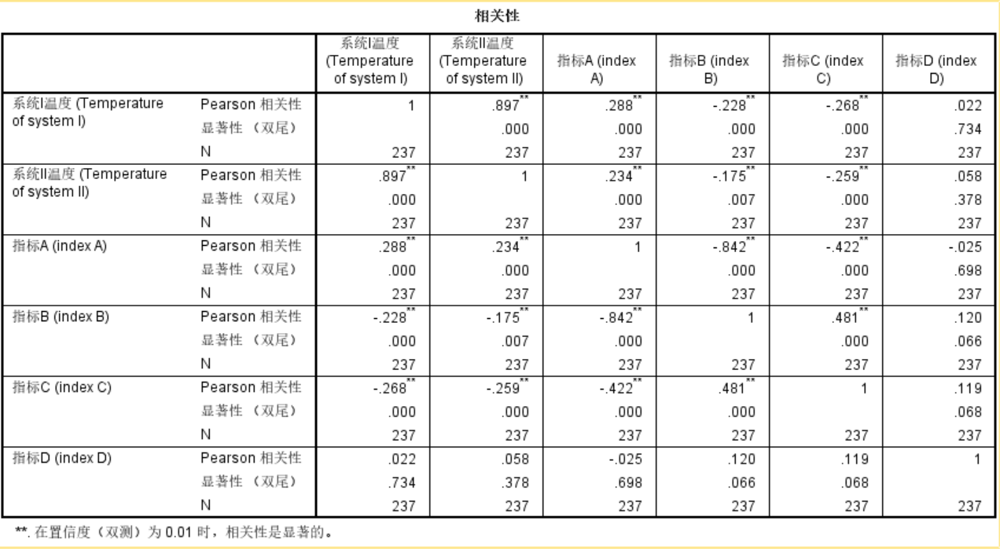 相关性
系统I温度 (Temperature of system I) 系统II温度 (Temperature of system II) 指标A (index A) 指标B (index B) 指标C (index C) 指标D (index D)
系统I温度 (Temperature of system I) Pearson 相关性 1 .897** .288** -.228** -.268** .022
显著性（双尾） .000 .000 .000 .000 .734
N 237 237 237 237 237 237
系统II温度 (Temperature of system II) Pearson 相关性 .897** 1 .234** -.175** -.259** .058
显著性（双尾） .000 .000 .007 .000 .378
N 237 237 237 237 237 237
指标A (index A) Pearson 相关性 .288** .234** 1 -.842** -.422** -.025
显著性（双尾） .000 .000 .000 .000 .698
N 237 237 237 237 237 237
指标B (index B) Pearson 相关性 -.228** -.175** -.842** 1 .481** .120
显著性（双尾） .000 .007 .000 .000 .066
N 237 237 237 237 237 237
指标C (index C) Pearson 相关性 -.268** -.259** -.422** .481** 1 .119
显著性（双尾） .000 .000 .000 .000 .068
N 237 237 237 237 237 237
指标D (index D) Pearson 相关性 .022 .058 -.025 .120 .119 1
显著性（双尾） .734 .378 .698 .066 .068
N 237 237 237 237 237 237
**. 在置信度（双测）为 0.01 时，相关性是显著的。